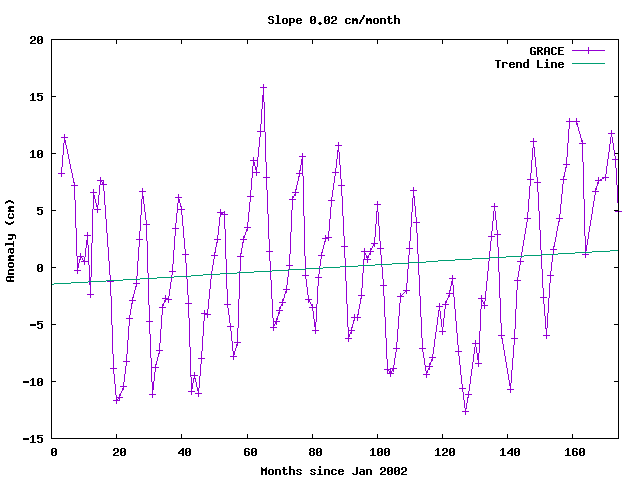 Slope 0.02 cm/month
GRACE
Trend Line
Anomaly (cm)
20
15
10
5
0
-5
-10
-15
0 20 40 60 80 100 120 140 160
Months since Jan 2002